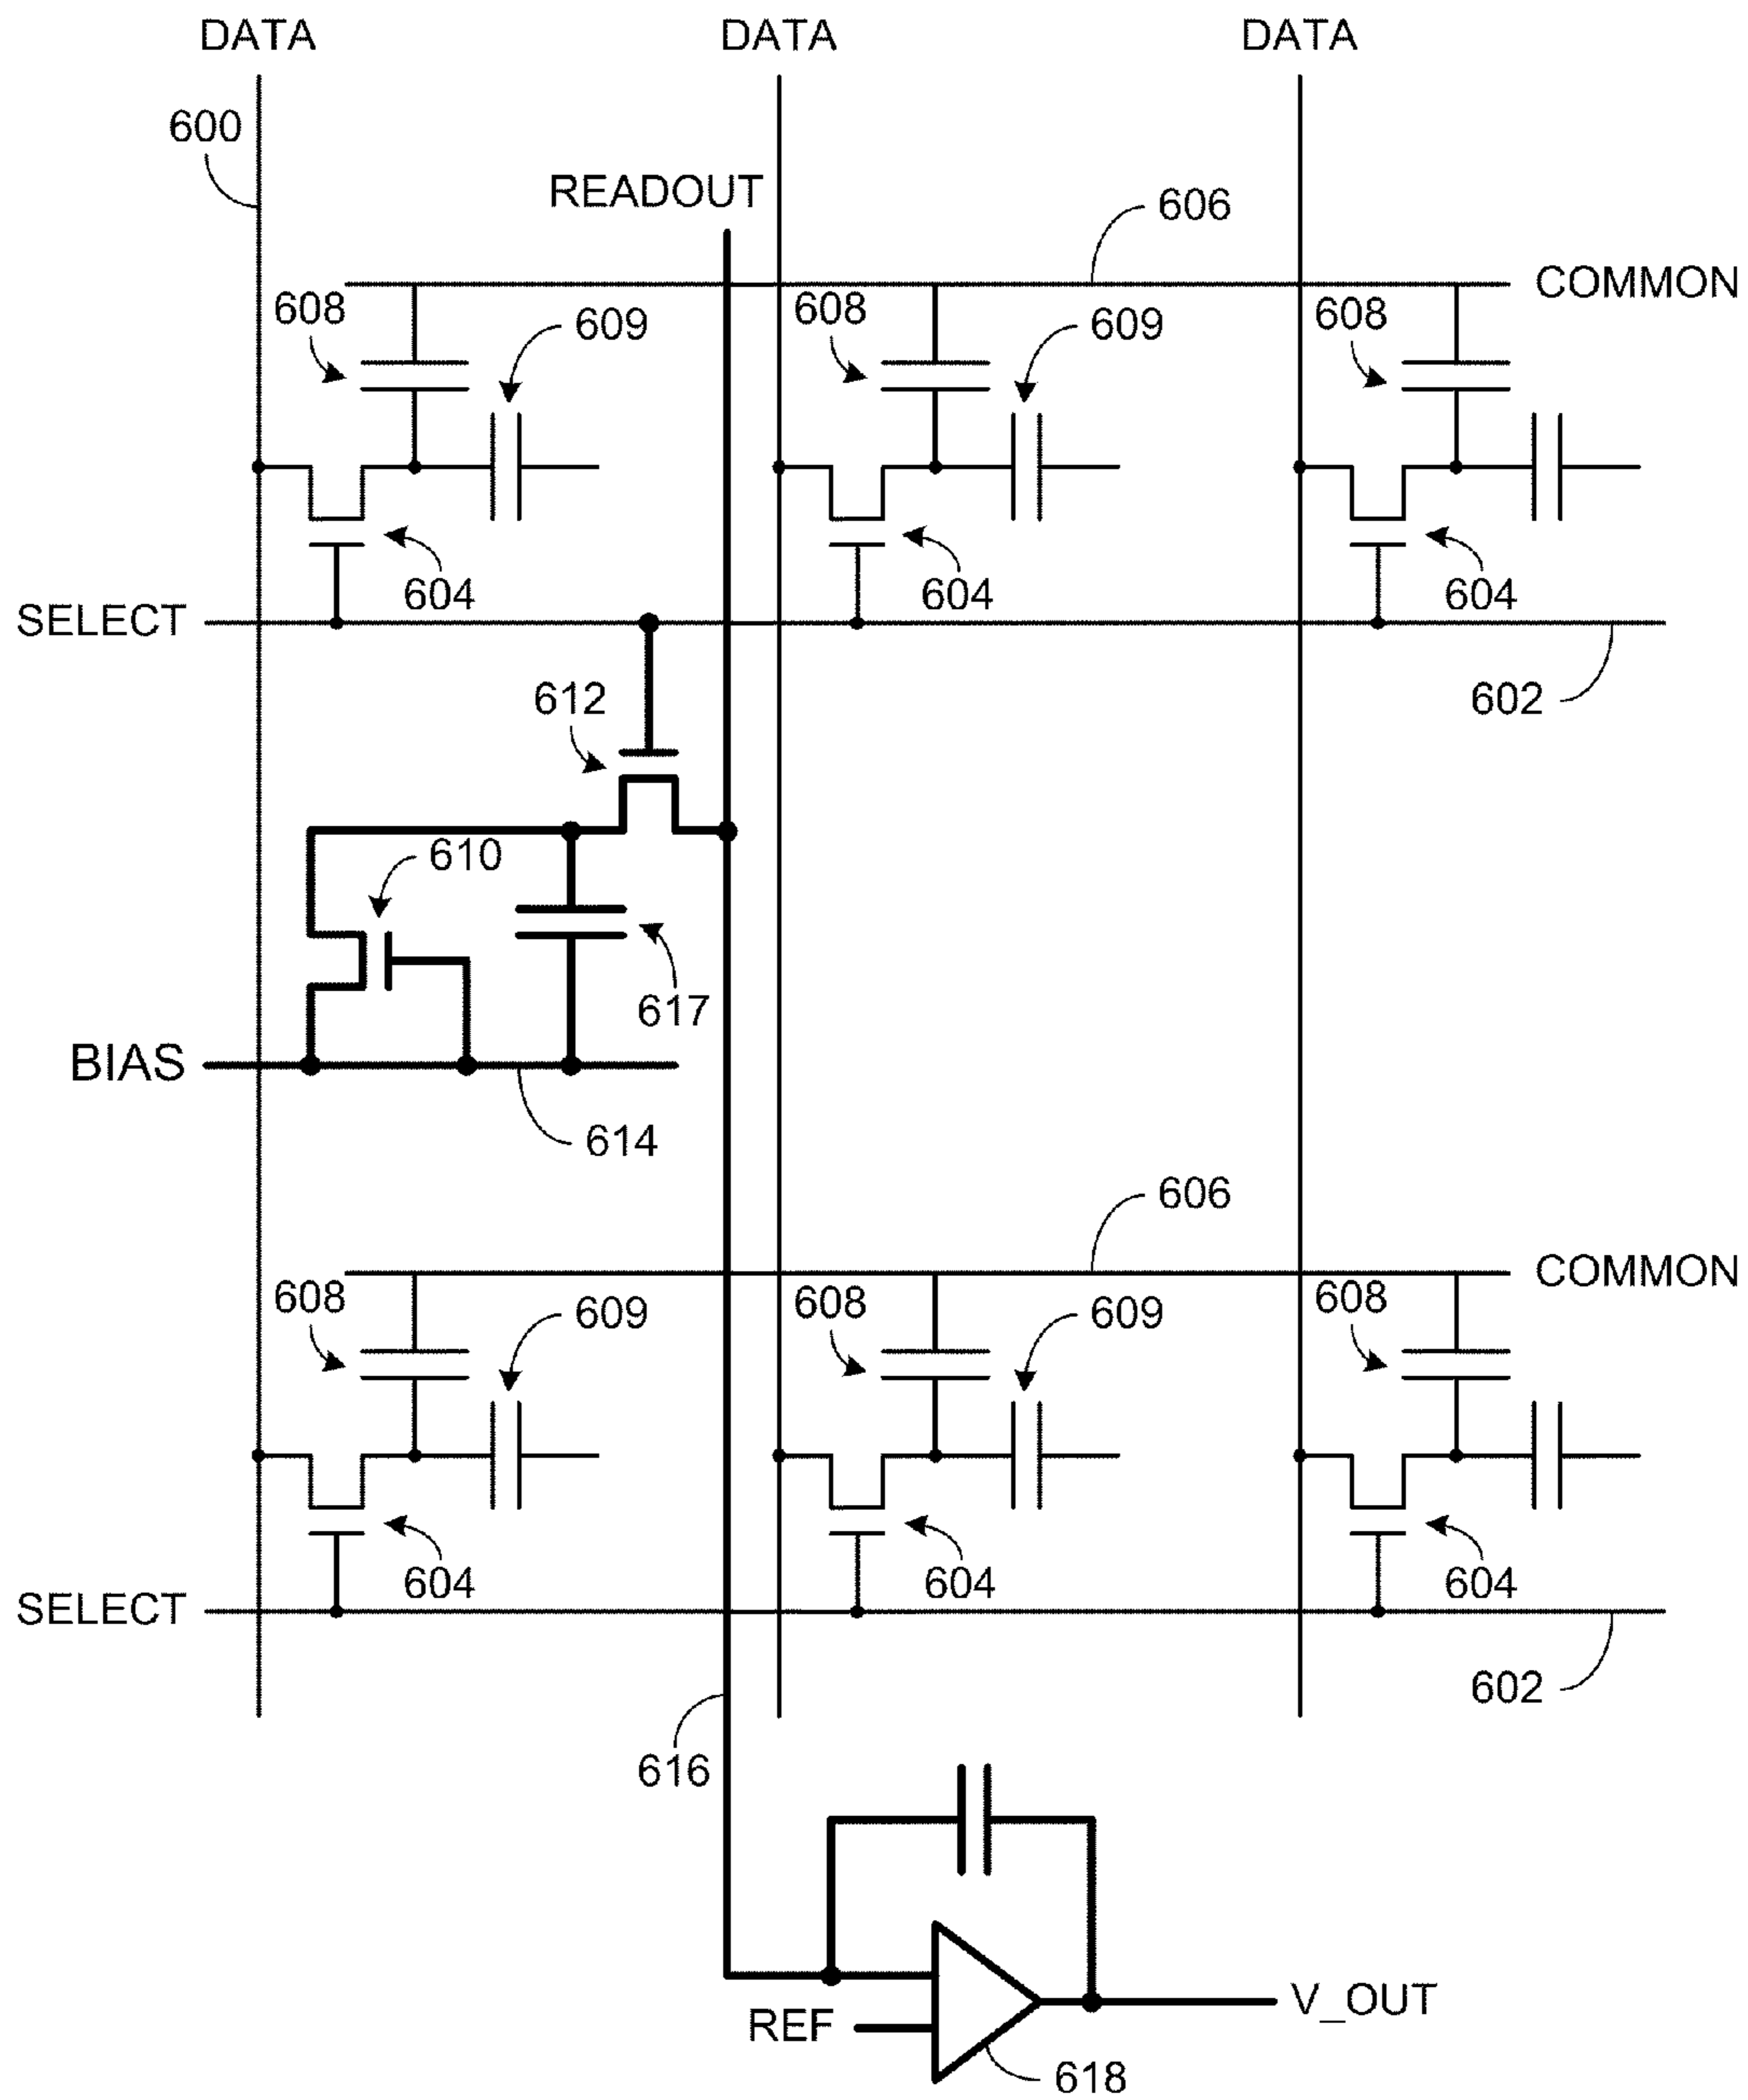 DATA DATA DATA
600
READOUT
606
COMMON
608 609 608 609 608
604 604 604
SELECT
612
602
610
617
BIAS
614
606
COMMON
608 609 608 609 608
604 604 604
SELECT
602
616
V_OUT
REF
618